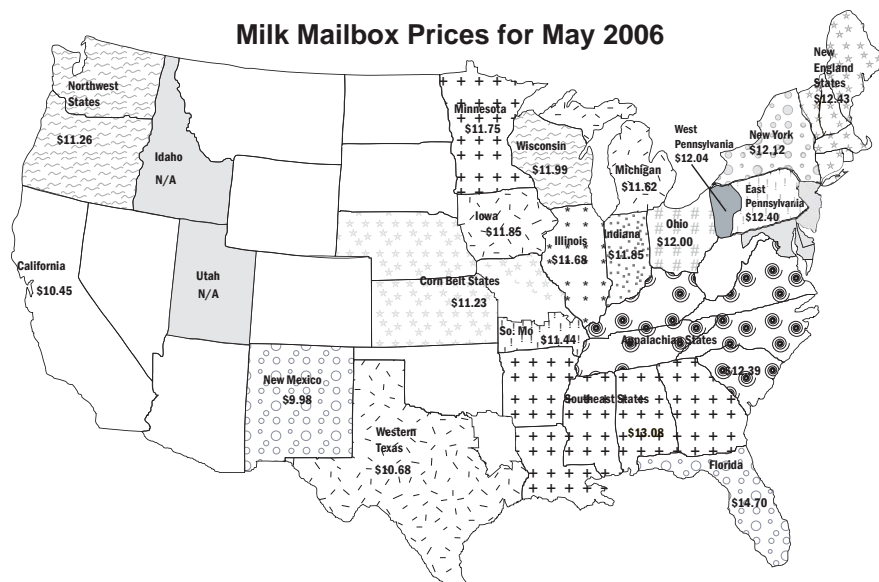 Milk Mailbox Prices for May 2006
Northwest
States
$11.26
Idaho
N/A
Utah
N/A
California
$10.45
New Mexico
$9.98
Western
Texas
$10.68
Minnesota
$11.75
Wisconsin
$11.99
Iowa
$11.85
Corn Belt States
$11.23
So. Mo
$11.44
Illinois
$11.68
Indiana
$11.85
Michigan
$11.62
Ohio
$12.00
West
Pennsylvania
$12.04
East
Pennsylvania
$12.40
New York
$12.12
New
England
States
$12.43
Appalachian States
$12.39
Southeast States
$13.08
Florida
$14.70